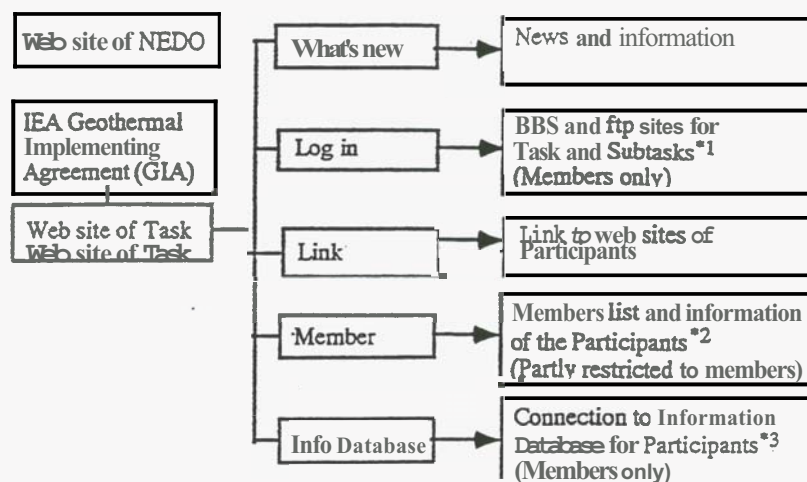 Web site of NEDO
IEA Geothermal
Implementing
Agreement (GIA)
Web site of Task
Web site of Task
What's new
News and information
Log in
BBS and ftp sites for
Task and Subtasks*1
(Members only)
Link
Link to web sites of
Participants
Member
Members list and information
of the Participants*2
(Partly restricted to members)
Info Database
Connection to Information
Database for Participants*3
(Members only)